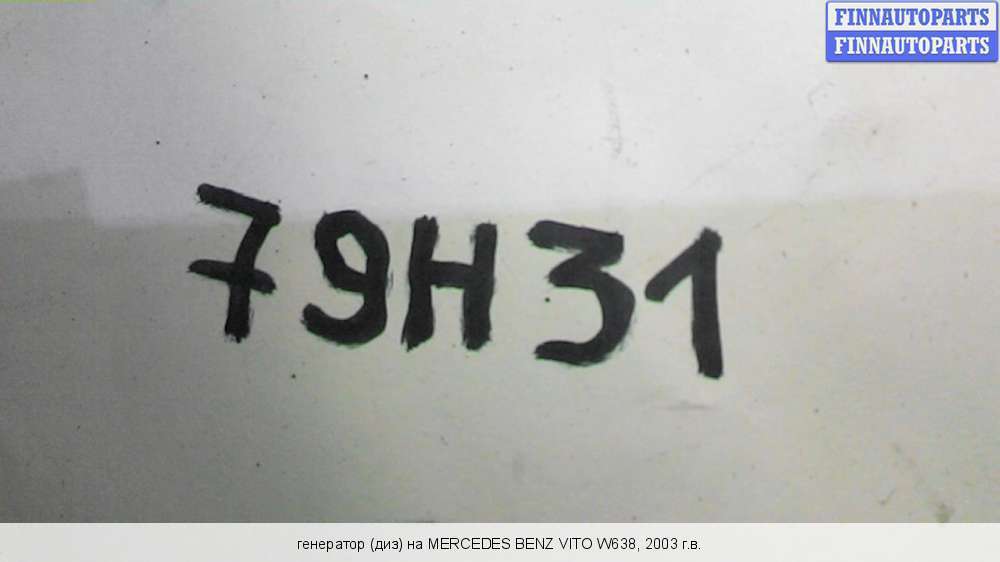 FINNAUTOPARTS
FINNAUTOPARTS
79H31
генератор (диз) на MERCEDES BENZ VITO W638, 2003 г.в.